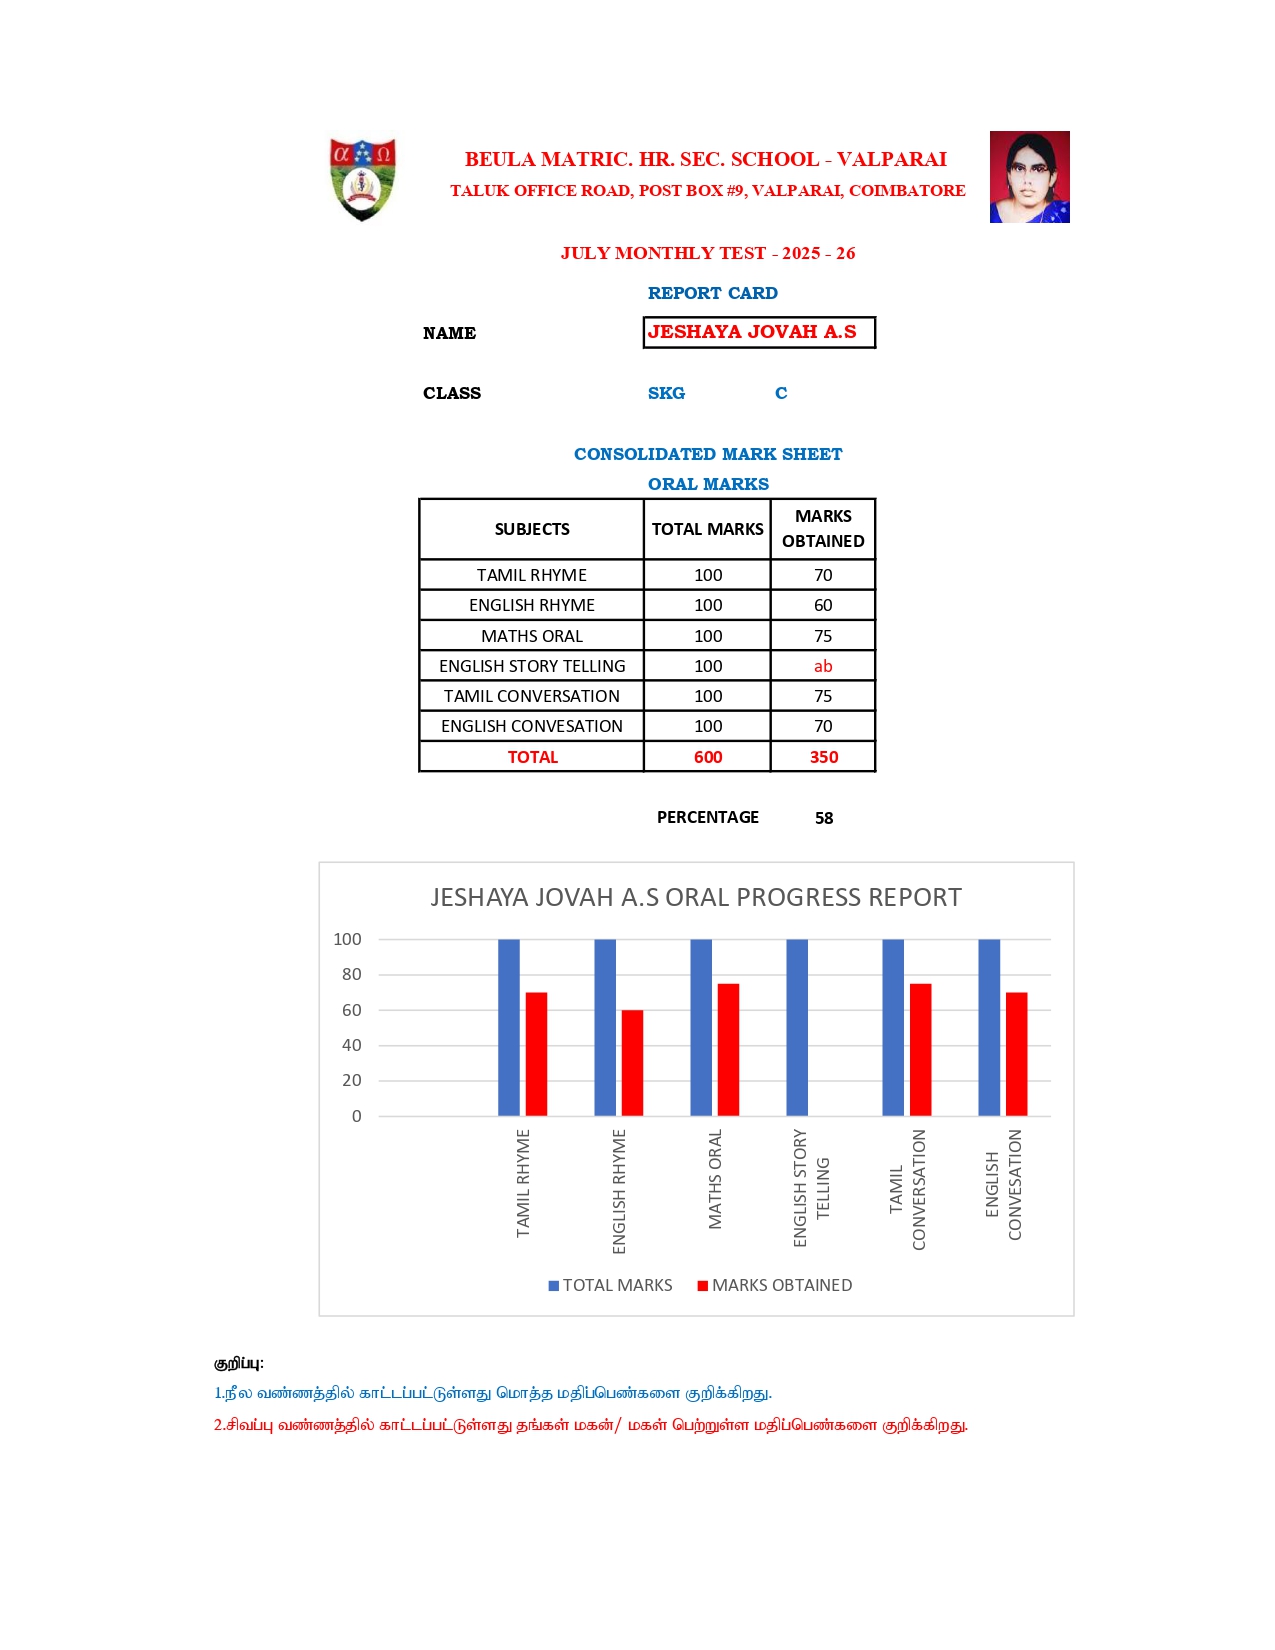 α Ω
BEULA MATRIC. HR. SEC. SCHOOL - VALPARAI
TALUK OFFICE ROAD, POST BOX #9, VALPARAI, COIMBATORE
JULY MONTHLY TEST - 2025 - 26
REPORT CARD
NAME JESHAYA JOVAH A.S
CLASS SKG C
CONSOLIDATED MARK SHEET
ORAL MARKS
SUBJECTS TOTAL MARKS MARKS OBTAINED
TAMIL RHYME 100 70
ENGLISH RHYME 100 60
MATHS ORAL 100 75
ENGLISH STORY TELLING 100 ab
TAMIL CONVERSATION 100 75
ENGLISH CONVESATION 100 70
TOTAL 600 350
PERCENTAGE 58
JESHAYA JOVAH A.S ORAL PROGRESS REPORT
100
80
60
40
20
0
TAMIL RHYME
ENGLISH RHYME
MATHS ORAL
ENGLISH STORY TELLING
TAMIL CONVERSATION
ENGLISH CONVESATION
TOTAL MARKS MARKS OBTAINED
குறிப்பு:
1.நீல வண்ணத்தில் காட்டப்பட்டுள்ளது மொத்த மதிப்பெண்களை குறிக்கிறது.
2.சிவப்பு வண்ணத்தில் காட்டப்பட்டுள்ளது தங்கள் மகன்/ மகள் பெற்றுள்ள மதிப்பெண்களை குறிக்கிறது.